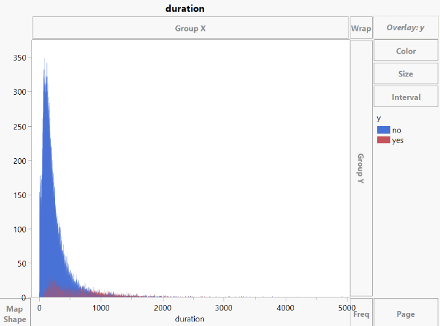 duration
Group X
Wrap
Overlay: y
Color
Size
Interval
y
no
yes
350
300
250
200
150
100
50
0
Group Y
0 1000 2000 3000 4000 5000
duration
Map
Shape
Freq
Page